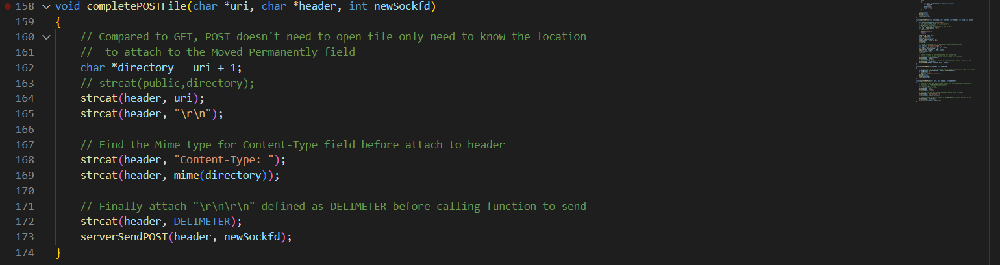 158 void completePOSTFile(char *uri, char *header, int newSockfd)
159 {
160     // Compared to GET, POST doesn't need to open file only need to know the location
161     //  to attach to the Moved Permanently field
162     char *directory = uri + 1;
163     // strcat(public,directory);
164     strcat(header, uri);
165     strcat(header, "\r\n");
166
167     // Find the Mime type for Content-Type field before attach to header
168     strcat(header, "Content-Type: ");
169     strcat(header, mime(directory));
170
171     // Finally attach "\r\n\r\n" defined as DELIMETER before calling function to send
172     strcat(header, DELIMETER);
173     serverSendPOST(header, newSockfd);
174 }